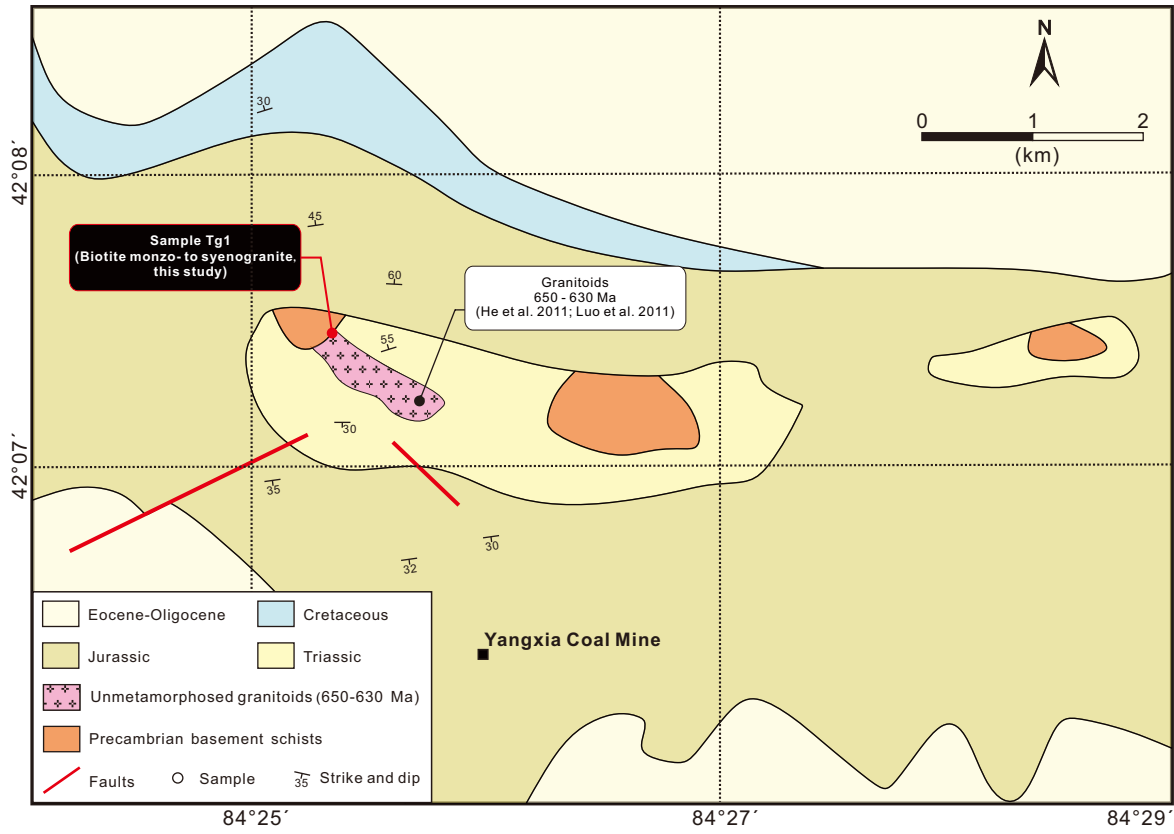 N
0 1 2
(km)
42°08´
30
45
Sample Tg1
(Biotite monzo- to syenogranite,
this study)
60
Granitoids
650 - 630 Ma
(He et al. 2011; Luo et al. 2011)
55
30
42°07´
35
30
32
Yangxia Coal Mine
Eocene-Oligocene
Cretaceous
Jurassic
Triassic
Unmetamorphosed granitoids (650-630 Ma)
Precambrian basement schists
Faults
Sample
35
Strike and dip
84°25´
84°27´
84°29´